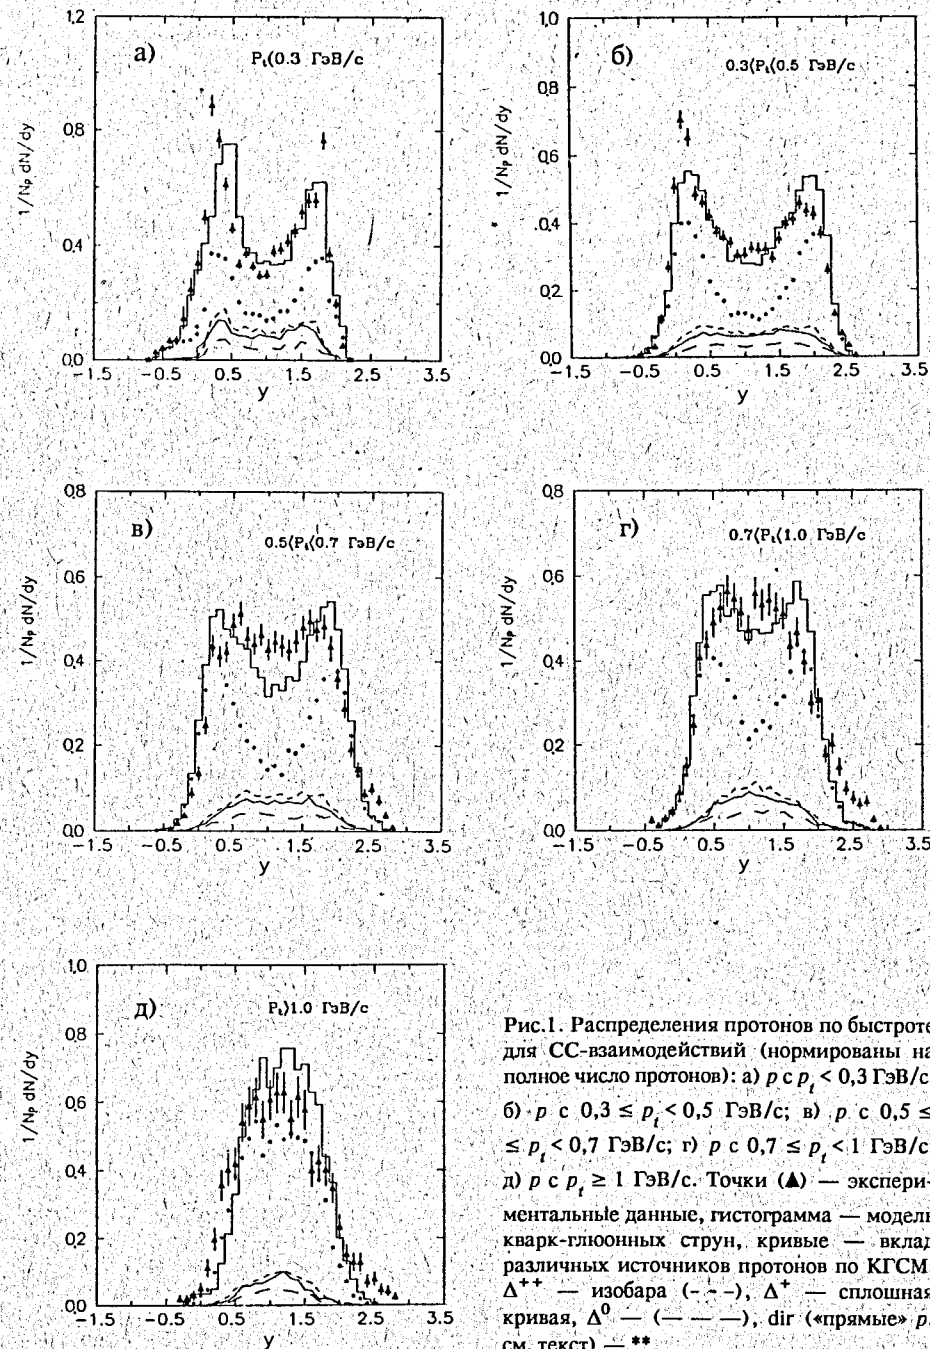 а)
P_t⟨0.3 ГэВ/c
1/N_p dN/dy
1.2
0.8
0.4
0.0
−1.5 −0.5 0.5 1.5 2.5 3.5
y
б)
0.3⟨P_t⟨0.5 ГэВ/c
1/N_p dN/dy
1.0
0.8
0.6
0.4
0.2
0.0
−1.5 −0.5 0.5 1.5 2.5 3.5
y
в)
0.5⟨P_t⟨0.7 ГэВ/c
1/N_p dN/dy
0.8
0.6
0.4
0.2
0.0
−1.5 −0.5 0.5 1.5 2.5 3.5
y
г)
0.7⟨P_t⟨1.0 ГэВ/c
1/N_p dN/dy
0.8
0.6
0.4
0.2
0.0
−1.5 −0.5 0.5 1.5 2.5 3.5
y
д)
P_t⟩1.0 ГэВ/c
1/N_p dN/dy
1.0
0.8
0.6
0.4
0.2
0.0
−1.5 −0.5 0.5 1.5 2.5 3.5
y
Рис.1. Распределения протонов по быстроте
для СС-взаимодействий (нормированы на
полное число протонов): а) p с p_t < 0,3 ГэВ/с
б) p с 0,3 ≤ p_t < 0,5 ГэВ/с; в) p с 0,5 ≤
≤ p_t < 0,7 ГэВ/с; г) p с 0,7 ≤ p_t < 1 ГэВ/с
д) p с p_t ≥ 1 ГэВ/с. Точки (▲) — экспери-
ментальные данные, гистограмма — модель
кварк-глюонных струн, кривые — вклад
различных источников протонов по КГСМ:
Δ⁺⁺ — изобара (- - -), Δ⁺ — сплошная
кривая, Δ⁰ — (— — —), dir («прямые» p,
см. текст) — **